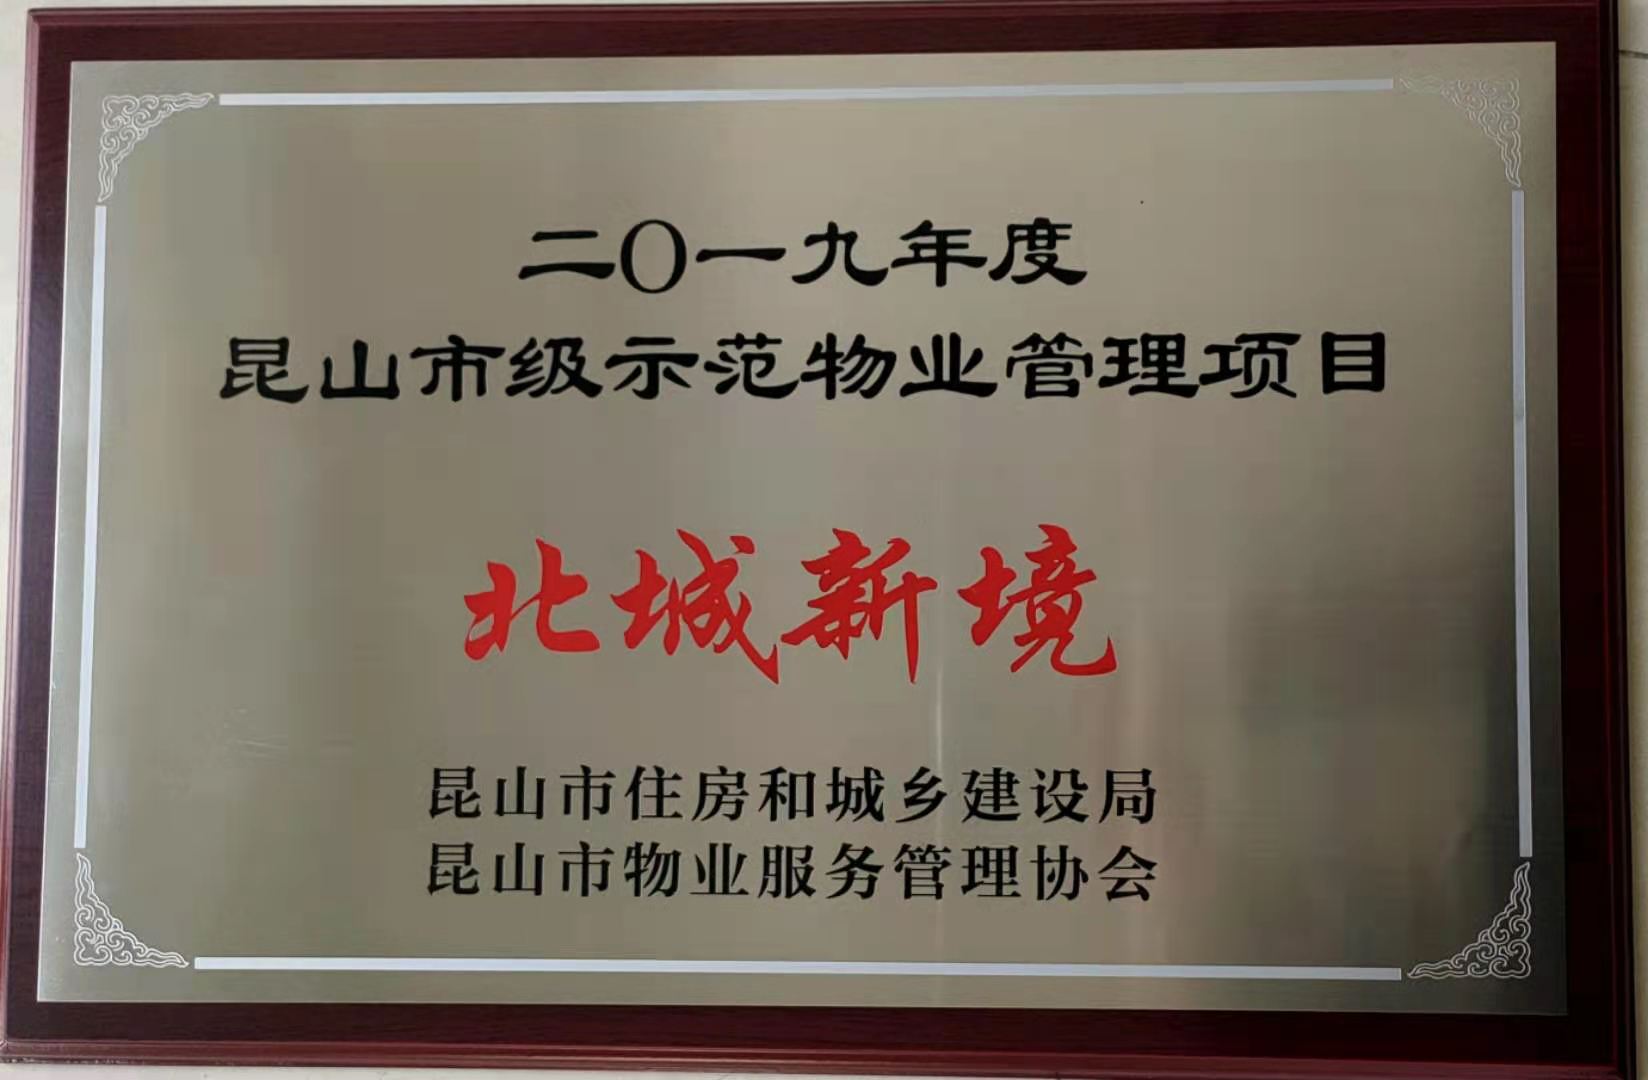 二〇一九年度
昆山市级示范物业管理项目
北城新境
昆山市住房和城乡建设局
昆山市物业服务管理协会